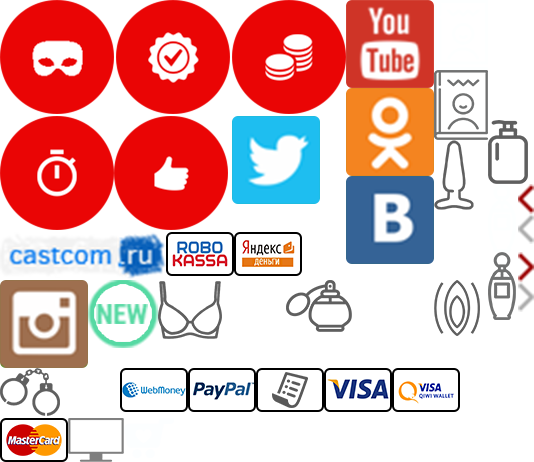 You
Tube
B
castcom.ru
ROBO
KASSA
Яндекс
деньги
NEW
WebMoney
PayPal
VISA
VISA
QIWI WALLET
MasterCard